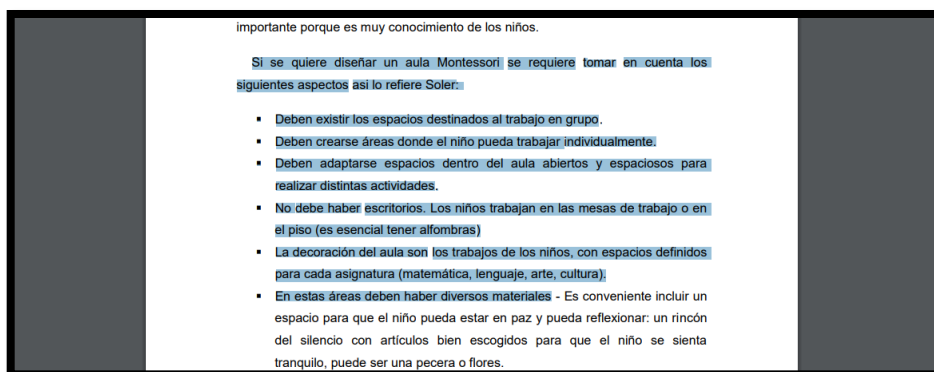 importante porque es muy conocimiento de los niños.
Si se quiere diseñar un aula Montessori se requiere tomar en cuenta los
siguientes aspectos asi lo refiere Soler:
▪ Deben existir los espacios destinados al trabajo en grupo.
▪ Deben crearse áreas donde el niño pueda trabajar individualmente.
▪ Deben adaptarse espacios dentro del aula abiertos y espaciosos para
realizar distintas actividades.
▪ No debe haber escritorios. Los niños trabajan en las mesas de trabajo o en
el piso (es esencial tener alfombras)
▪ La decoración del aula son los trabajos de los niños, con espacios definidos
para cada asignatura (matemática, lenguaje, arte, cultura).
▪ En estas áreas deben haber diversos materiales - Es conveniente incluir un
espacio para que el niño pueda estar en paz y pueda reflexionar: un rincón
del silencio con artículos bien escogidos para que el niño se sienta
tranquilo, puede ser una pecera o flores.